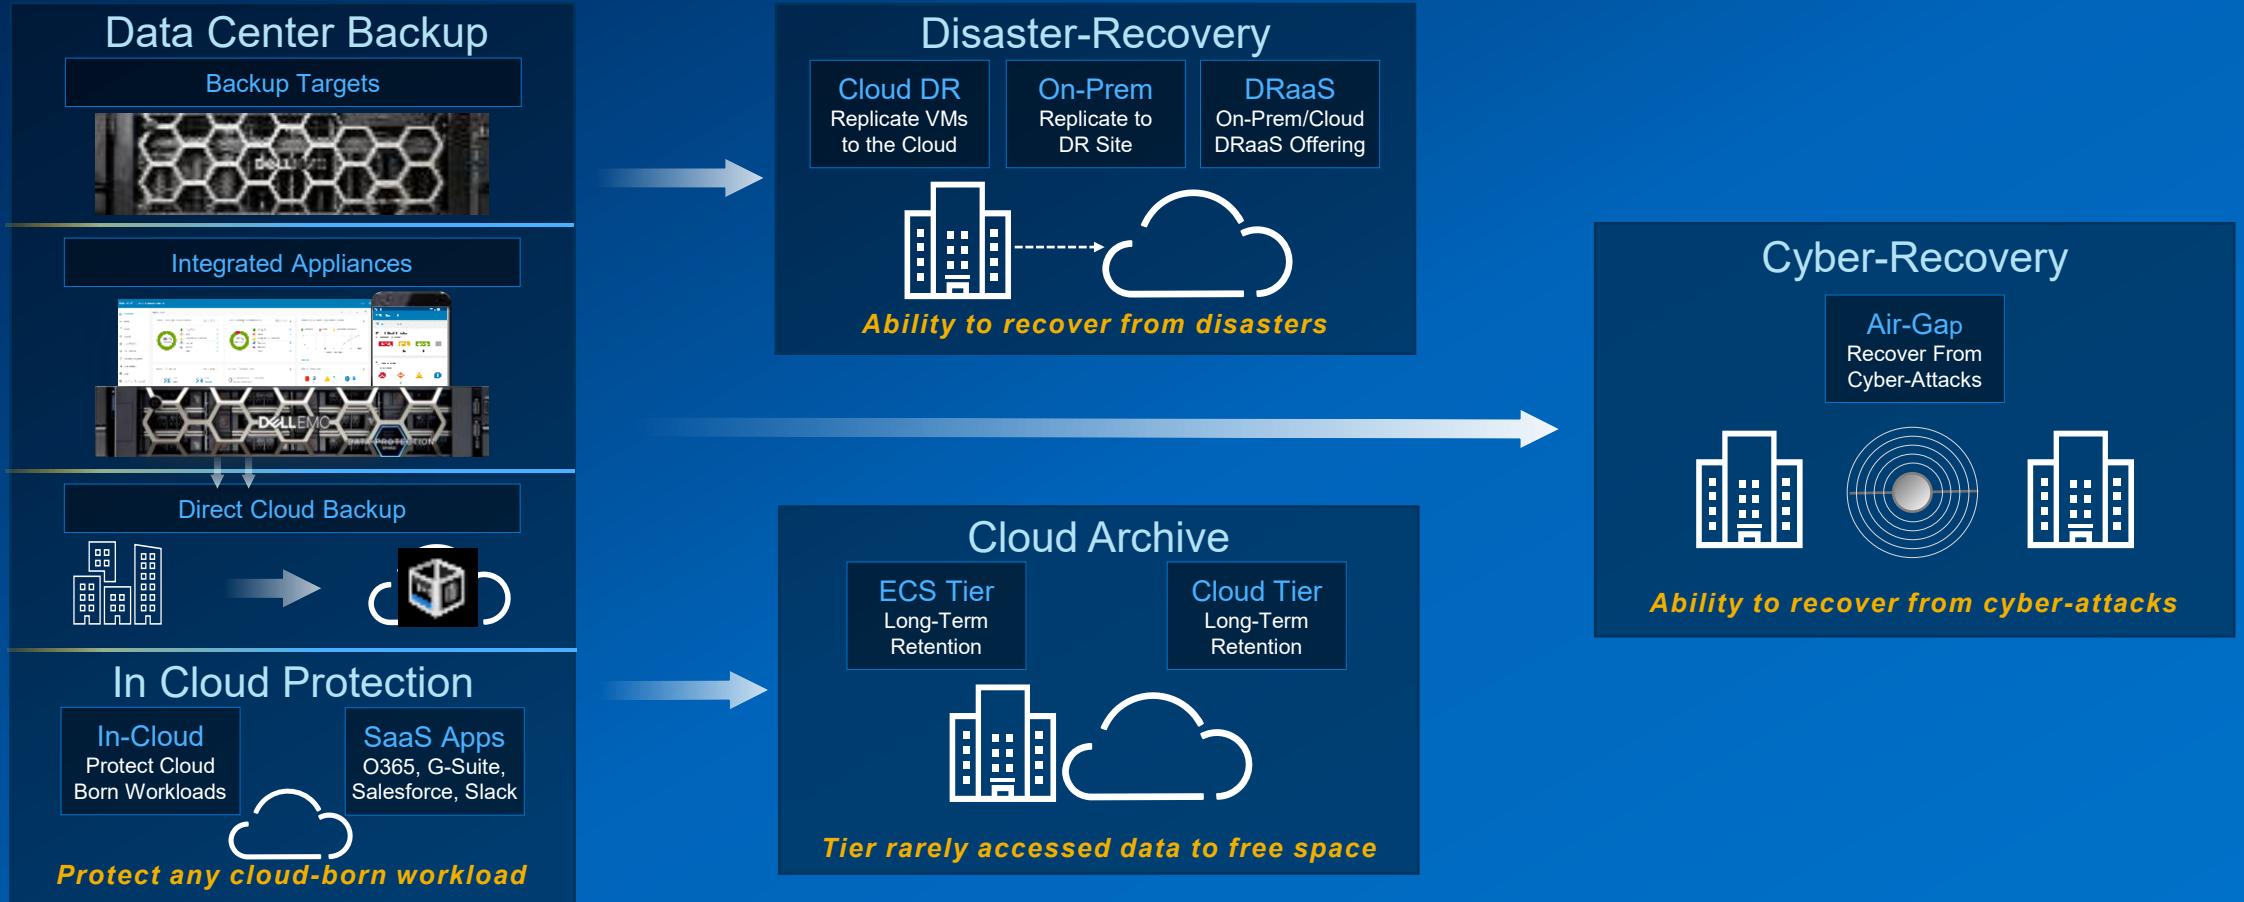 Data Center Backup
Backup Targets
DELLEMC
Integrated Appliances
DELLEMC
DATA PROTECTION
Direct Cloud Backup
In Cloud Protection
In-Cloud
Protect Cloud
Born Workloads
SaaS Apps
O365, G-Suite,
Salesforce, Slack
Protect any cloud-born workload
Disaster-Recovery
Cloud DR
Replicate VMs
to the Cloud
On-Prem
Replicate to
DR Site
DRaaS
On-Prem/Cloud
DRaaS Offering
Ability to recover from disasters
Cloud Archive
ECS Tier
Long-Term
Retention
Cloud Tier
Long-Term
Retention
Tier rarely accessed data to free space
Cyber-Recovery
Air-Gap
Recover From
Cyber-Attacks
Ability to recover from cyber-attacks